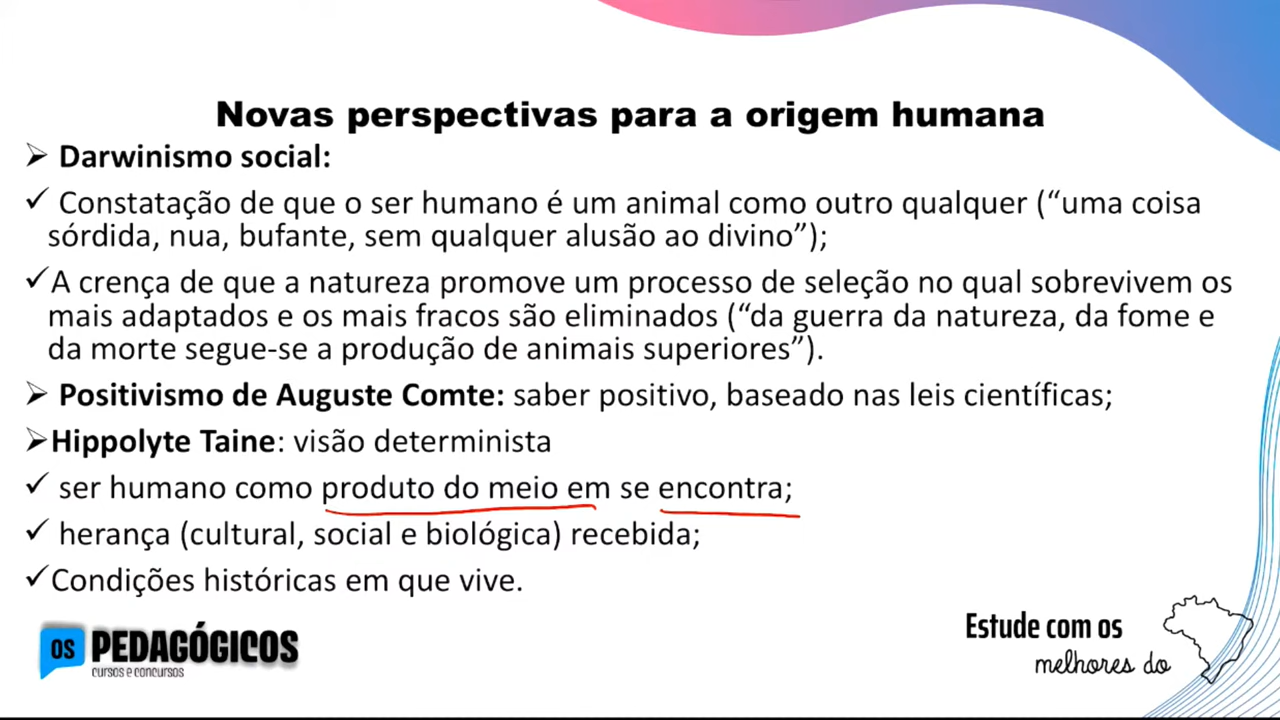 Novas perspectivas para a origem humana
➢ Darwinismo social:
✓ Constatação de que o ser humano é um animal como outro qualquer (“uma coisa
sórdida, nua, bufante, sem qualquer alusão ao divino”);
✓A crença de que a natureza promove um processo de seleção no qual sobrevivem os
mais adaptados e os mais fracos são eliminados (“da guerra da natureza, da fome e
da morte segue-se a produção de animais superiores”).
➢ Positivismo de Auguste Comte: saber positivo, baseado nas leis científicas;
➢Hippolyte Taine: visão determinista
✓ ser humano como produto do meio em se encontra;
✓ herança (cultural, social e biológica) recebida;
✓Condições históricas em que vive.
OS PEDAGÓGICOS
cursos e concursos
Estude com os
melhores do